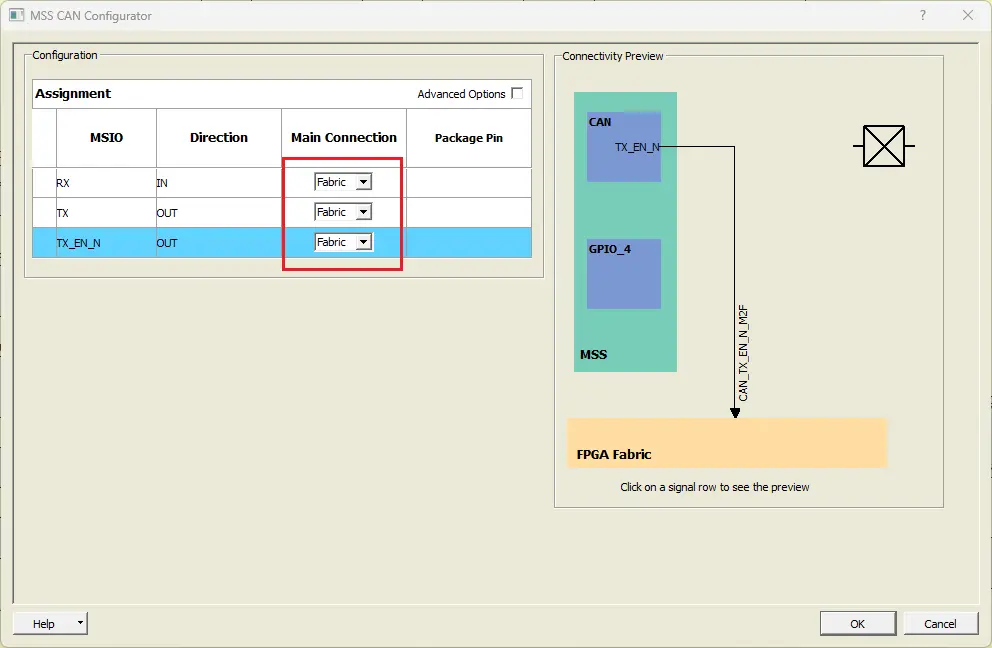 MSS CAN Configurator
?
Configuration
Assignment
Advanced Options
MSIO Direction Main Connection Package Pin
RX IN Fabric
TX OUT Fabric
TX_EN_N OUT Fabric
Connectivity Preview
CAN
TX_EN_N
GPIO_4
MSS
CAN_TX_EN_N_M2F
FPGA Fabric
Click on a signal row to see the preview
Help
OK
Cancel